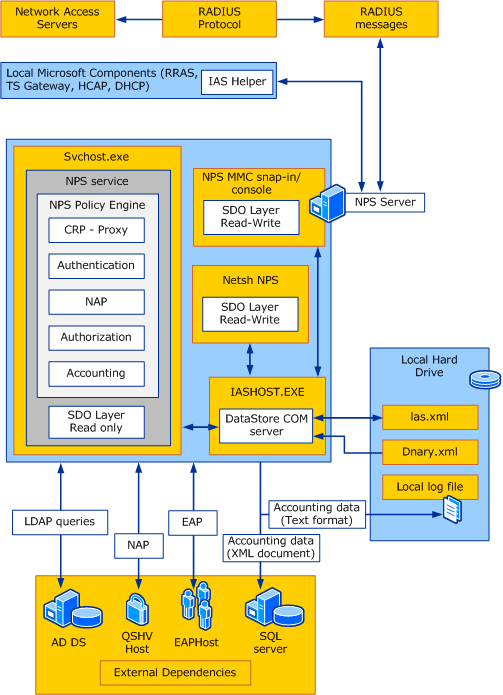 Network Access
Servers
RADIUS
Protocol
RADIUS
messages
Local Microsoft Components (RRAS,
TS Gateway, HCAP, DHCP)
IAS Helper
Svchost.exe
NPS service
NPS Policy Engine
CRP - Proxy
Authentication
NAP
Authorization
Accounting
SDO Layer
Read only
NPS MMC snap-in/
console
SDO Layer
Read-Write
NPS Server
Netsh NPS
SDO Layer
Read-Write
IASHOST.EXE
DataStore COM
server
Local Hard
Drive
Ias.xml
Dnary.xml
Local log file
LDAP queries
NAP
EAP
Accounting data
(Text format)
Accounting data
(XML document)
AD DS
QSHV
Host
EAPHost
SQL
server
External Dependencies